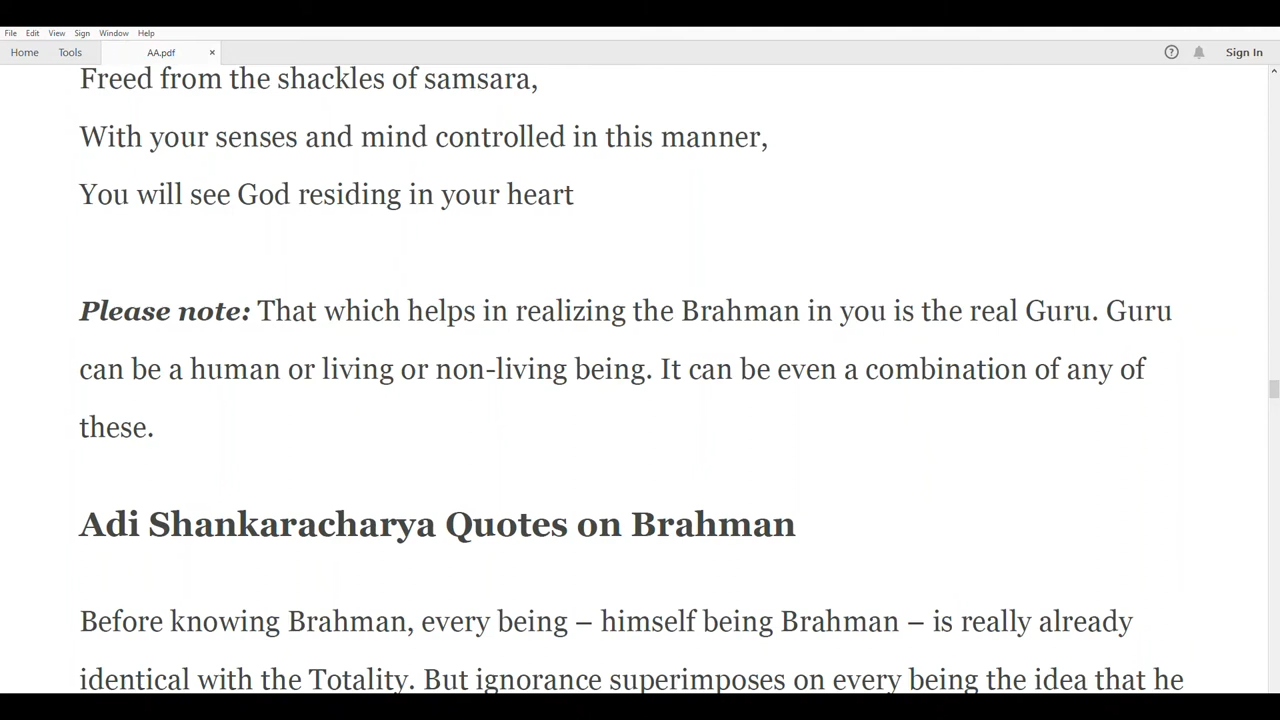 File Edit View Sign Window Help
Home Tools AA.pdf × ? Sign In
Freed from the shackles of samsara,
With your senses and mind controlled in this manner,
You will see God residing in your heart
Please note: That which helps in realizing the Brahman in you is the real Guru. Guru
can be a human or living or non-living being. It can be even a combination of any of
these.
Adi Shankaracharya Quotes on Brahman
Before knowing Brahman, every being – himself being Brahman – is really already
identical with the Totality. But ignorance superimposes on every being the idea that he